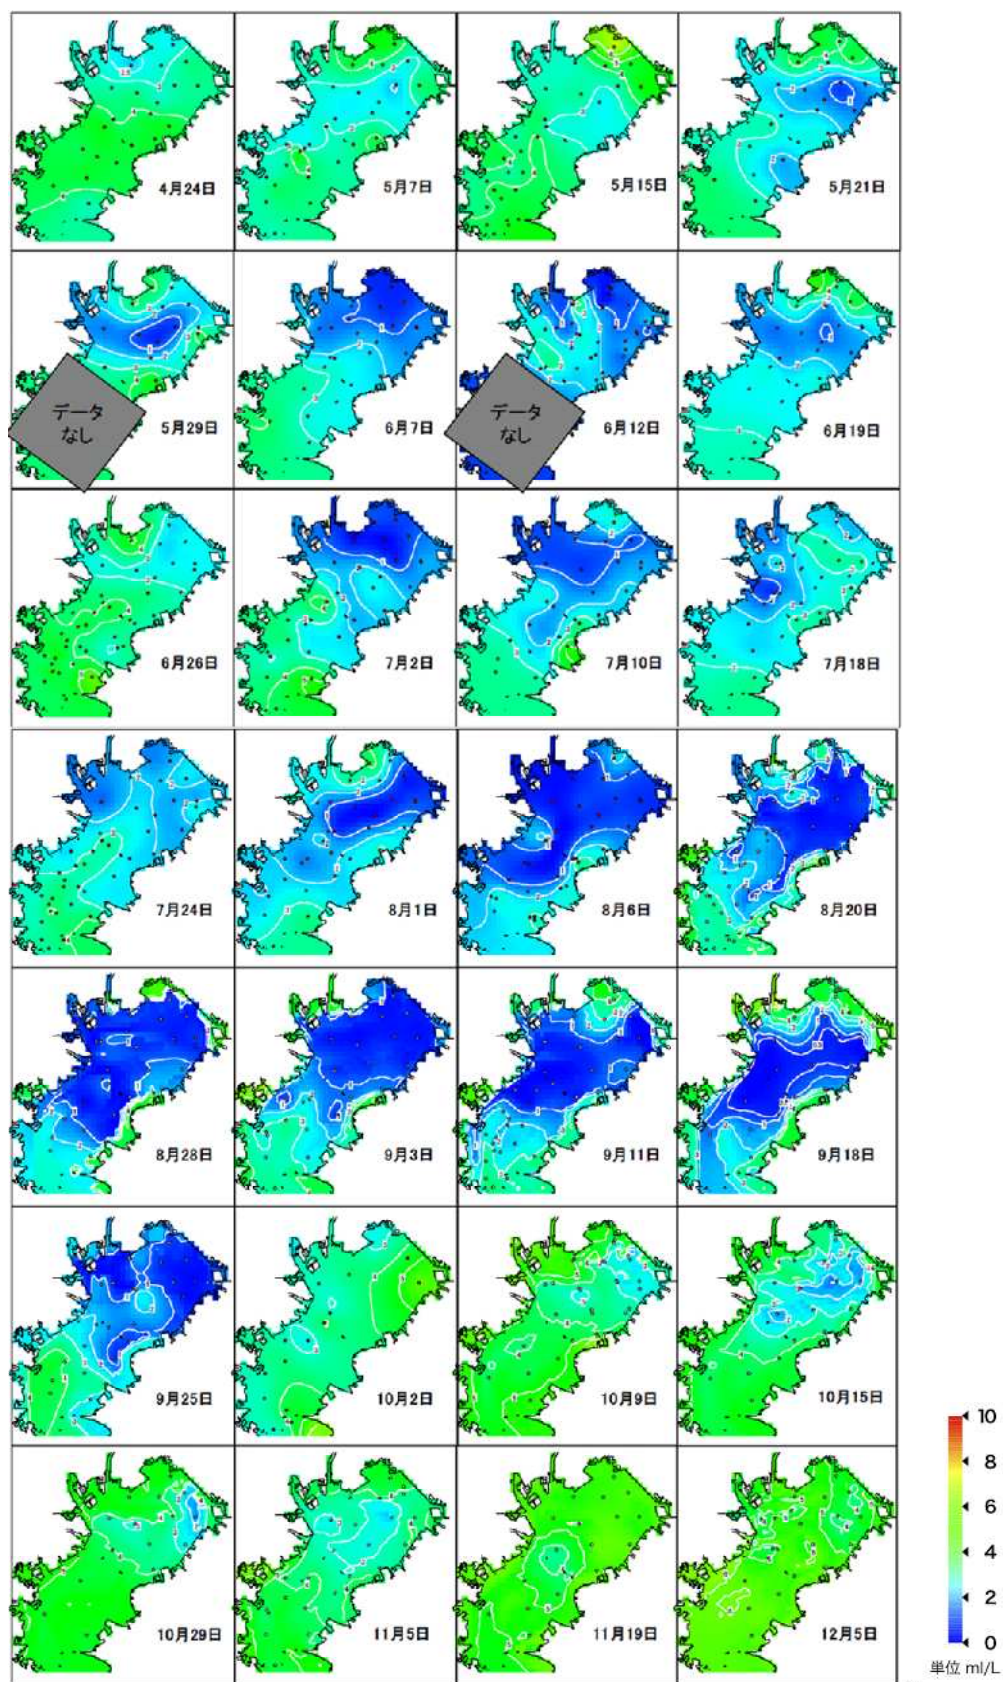 4月24日
5月7日
5月15日
5月21日
データ
なし
5月29日
6月7日
データ
なし
6月12日
6月19日
6月26日
7月2日
7月10日
7月18日
7月24日
8月1日
8月6日
8月20日
8月28日
9月3日
9月11日
9月18日
9月25日
10月2日
10月9日
10月15日
10月29日
11月5日
11月19日
12月5日
10
8
6
4
2
0
単位 ml/L